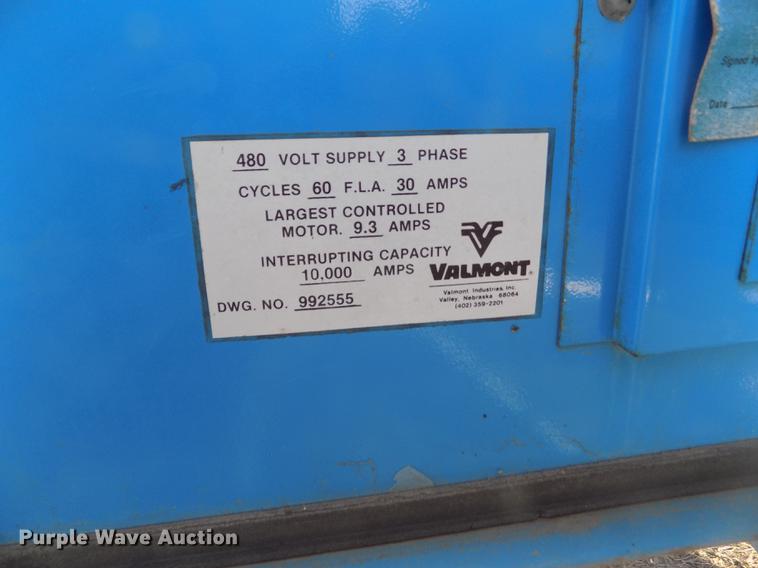 Signed by
Date
480 VOLT SUPPLY 3 PHASE
CYCLES 60 F.L.A. 30 AMPS
LARGEST CONTROLLED
MOTOR. 9.3 AMPS
INTERRUPTING CAPACITY
10,000 AMPS
DWG. NO. 992555
VALMONT®
Valmont Industries, Inc.
Valley, Nebraska 68064
(402) 359-2201
Purple Wave Auction